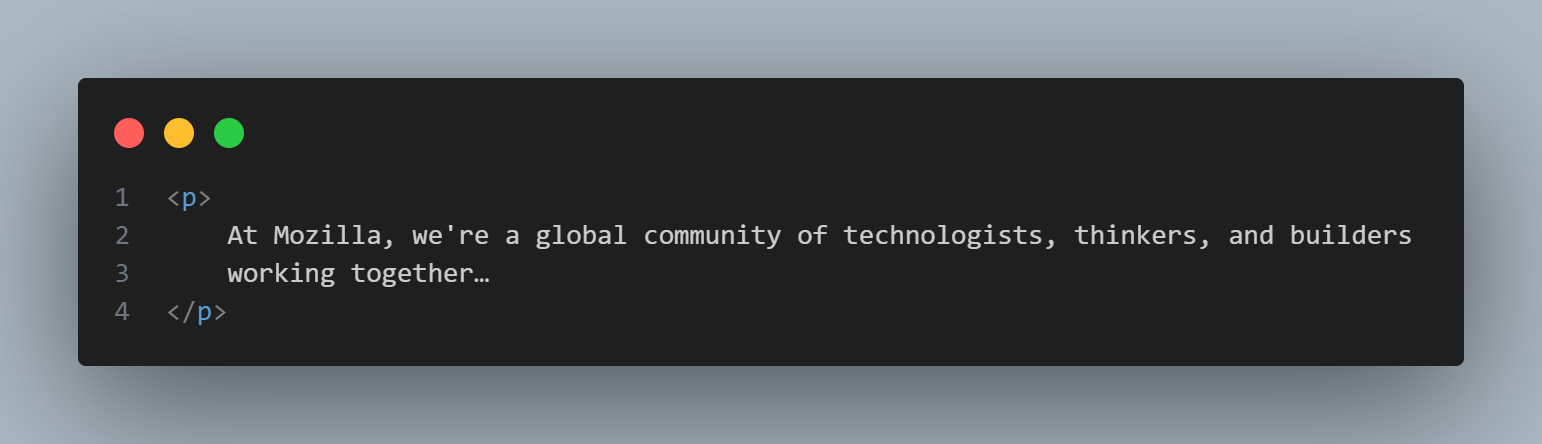 1 <p>
2     At Mozilla, we're a global community of technologists, thinkers, and builders
3     working together…
4 </p>